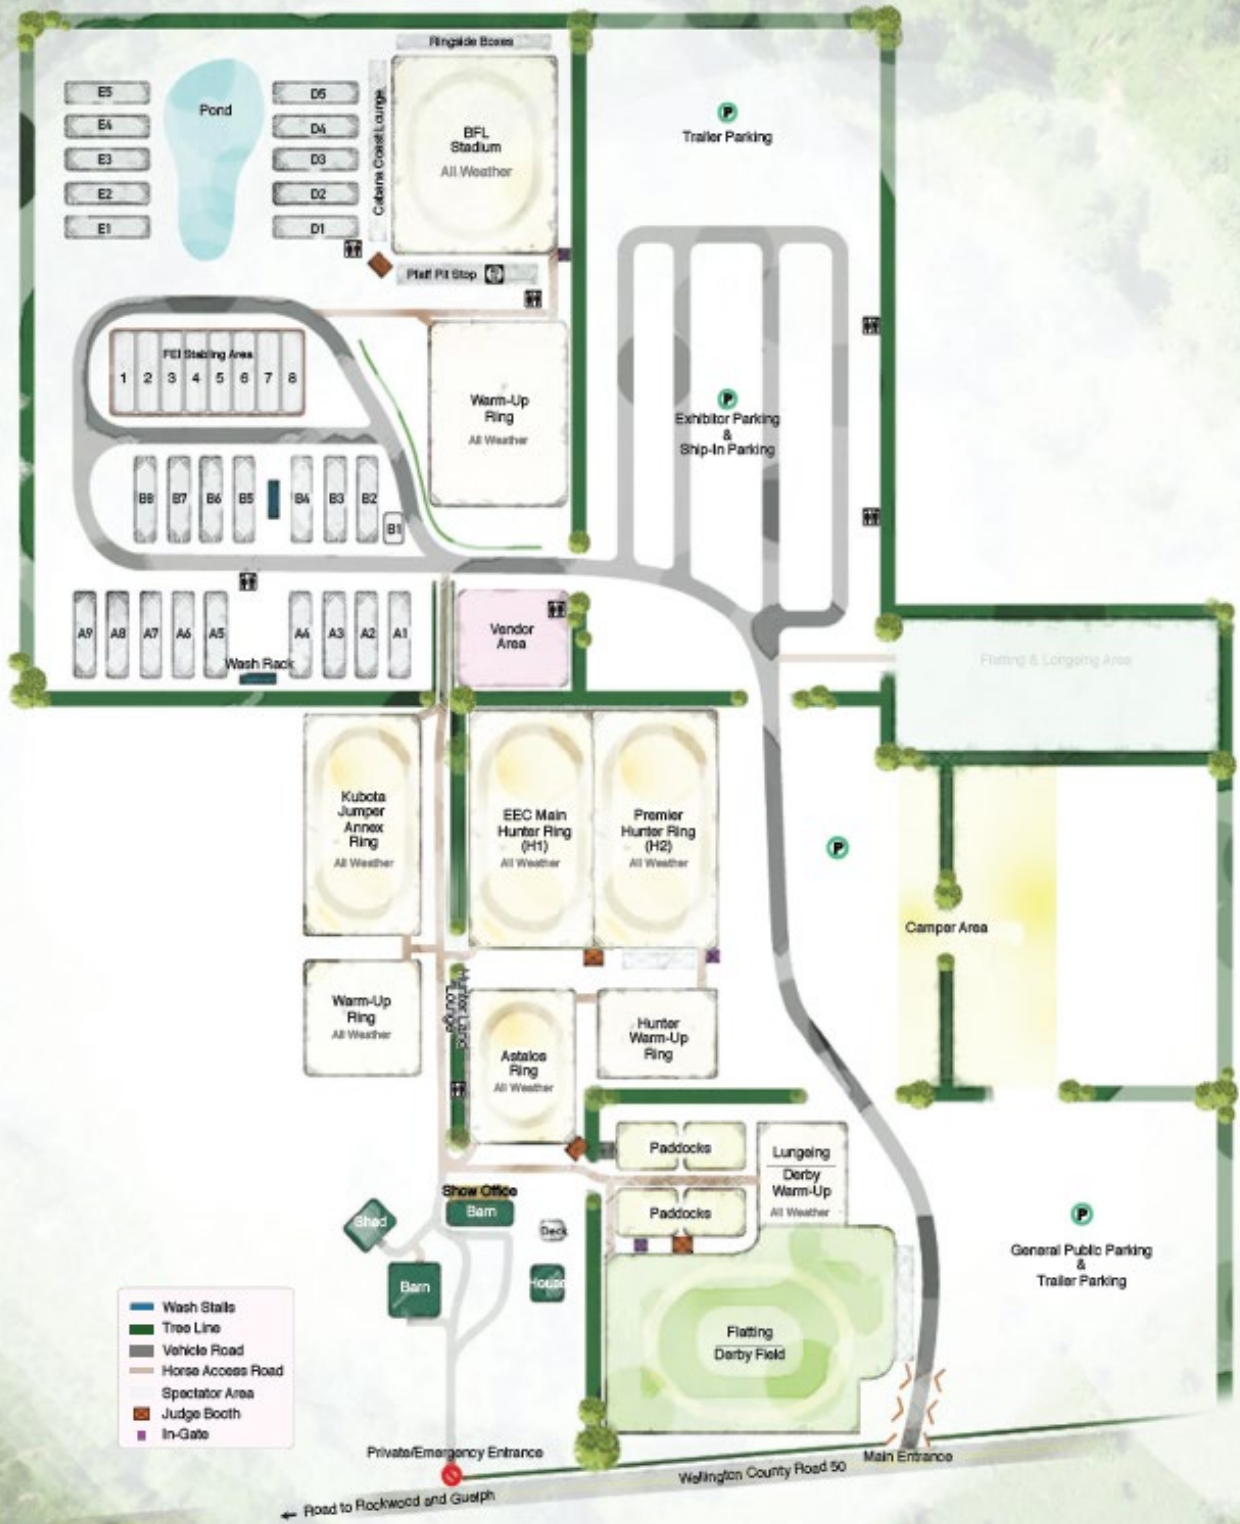 Ringside Boxes
E5
E4
E3
E2
E1
Pond
D5
D4
D3
D2
D1
Cabana Coast Lounge
BFL
Stadium
All Weather
Pfaff Pit Stop
P
Trailer Parking
FEI Stabling Area
1 2 3 4 5 6 7 8
Warm-Up
Ring
All Weather
P
Exhibitor Parking
&
Ship-In Parking
B8 B7 B6 B5 B4 B3 B2 B1
A9 A8 A7 A6 A5 A4 A3 A2 A1
Wash Rack
Vendor
Area
Flatting & Longeing Area
Kubota
Jumper
Annex
Ring
All Weather
EEC Main
Hunter Ring
(H1)
All Weather
Premier
Hunter Ring
(H2)
All Weather
P
Camper Area
Warm-Up
Ring
All Weather
Hunter Land
Lounge
Astalos
Ring
All Weather
Hunter
Warm-Up
Ring
Paddocks
Paddocks
Lungeing
Derby
Warm-Up
All Weather
Show Office
Barn
Shed
Deck
Barn
House
P
General Public Parking
&
Trailer Parking
Flatting
Derby Field
Wash Stalls
Tree Line
Vehicle Road
Horse Access Road
Spectator Area
Judge Booth
In-Gate
Private/Emergency Entrance
Main Entrance
Wellington County Road 50
← Road to Rockwood and Guelph